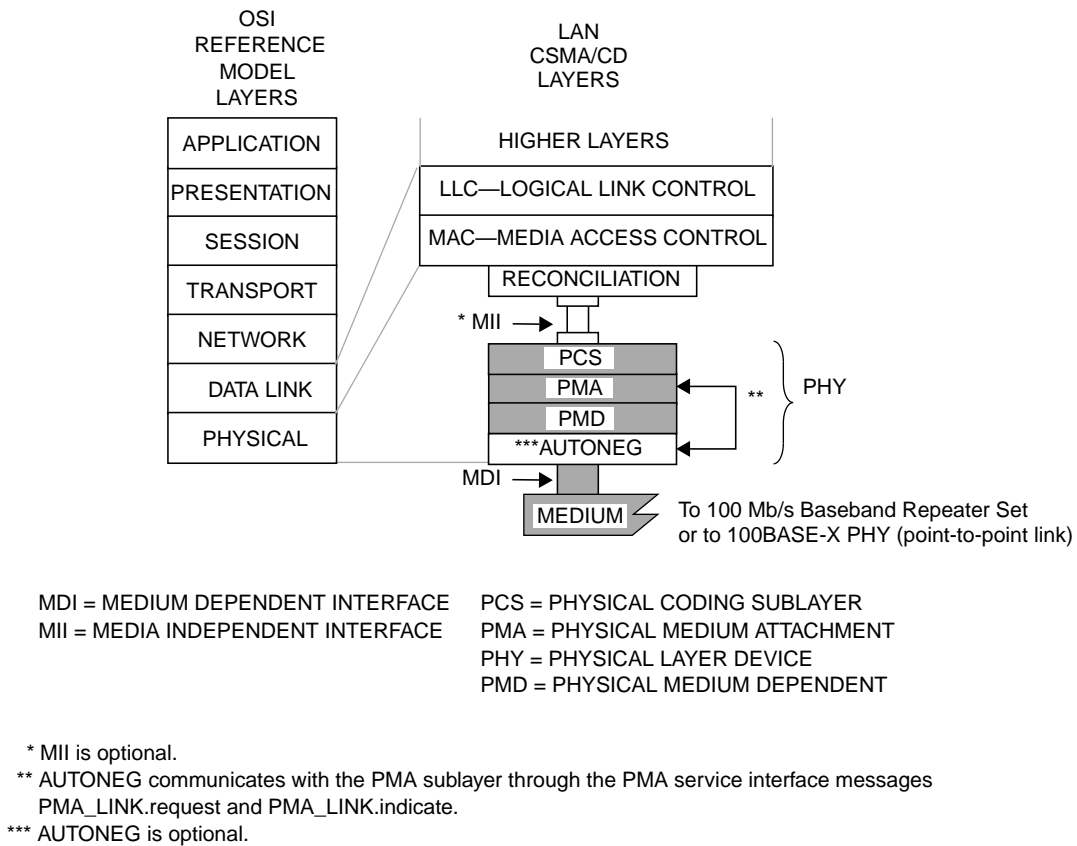 OSI
REFERENCE
MODEL
LAYERS
APPLICATION
PRESENTATION
SESSION
TRANSPORT
NETWORK
DATA LINK
PHYSICAL
LAN
CSMA/CD
LAYERS
HIGHER LAYERS
LLC—LOGICAL LINK CONTROL
MAC—MEDIA ACCESS CONTROL
RECONCILIATION
* MII
PCS
PMA
PMD
***AUTONEG
**
PHY
MDI
MEDIUM
To 100 Mb/s Baseband Repeater Set
or to 100BASE-X PHY (point-to-point link)
MDI = MEDIUM DEPENDENT INTERFACE
MII = MEDIA INDEPENDENT INTERFACE
PCS = PHYSICAL CODING SUBLAYER
PMA = PHYSICAL MEDIUM ATTACHMENT
PHY = PHYSICAL LAYER DEVICE
PMD = PHYSICAL MEDIUM DEPENDENT
* MII is optional.
** AUTONEG communicates with the PMA sublayer through the PMA service interface messages
PMA_LINK.request and PMA_LINK.indicate.
*** AUTONEG is optional.